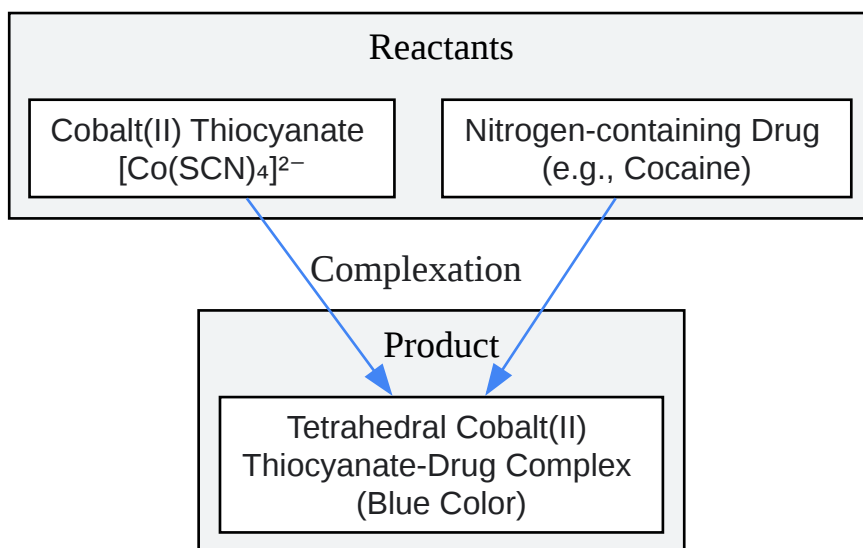 Reactants
Cobalt(II) Thiocyanate
[Co(SCN)₄]²⁻
Nitrogen-containing Drug
(e.g., Cocaine)
Complexation
Product
Tetrahedral Cobalt(II)
Thiocyanate-Drug Complex
(Blue Color)